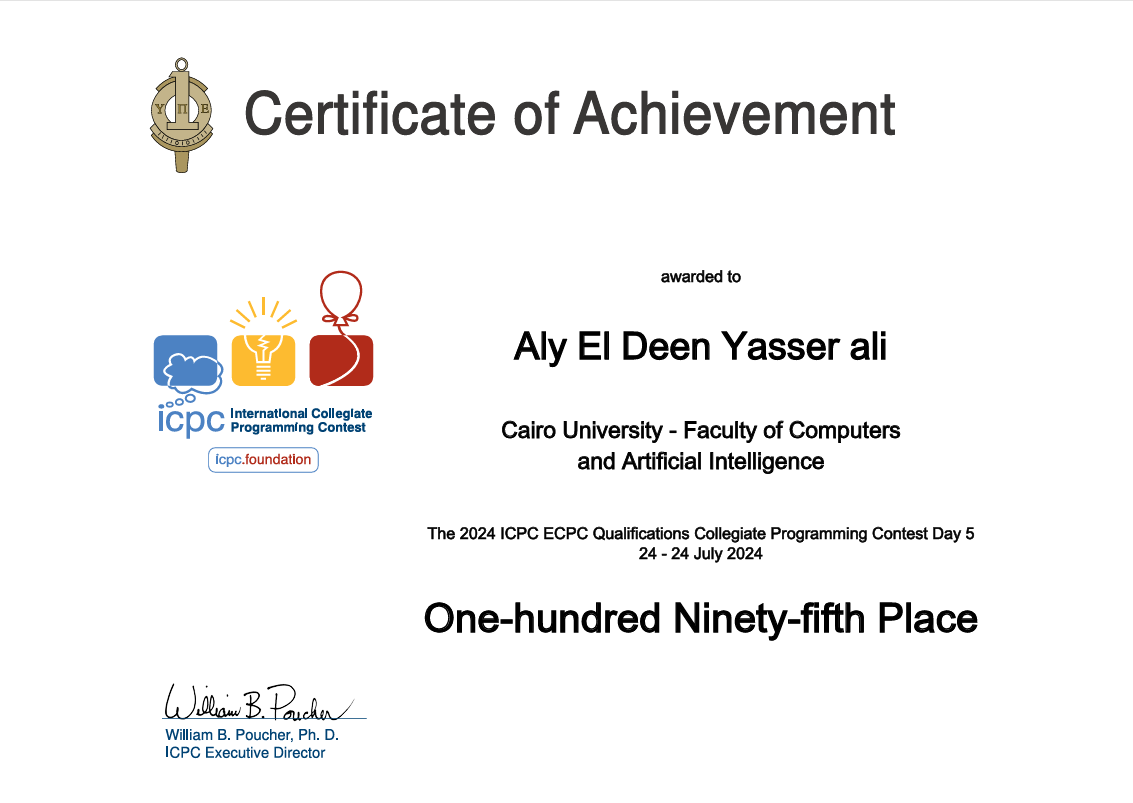 Certificate of Achievement
Υ Π Ε
awarded to
Aly El Deen Yasser ali
Cairo University - Faculty of Computers
and Artificial Intelligence
icpc International Collegiate
Programming Contest
icpc.foundation
The 2024 ICPC ECPC Qualifications Collegiate Programming Contest Day 5
24 - 24 July 2024
One-hundred Ninety-fifth Place
William B. Poucher
William B. Poucher, Ph. D.
ICPC Executive Director